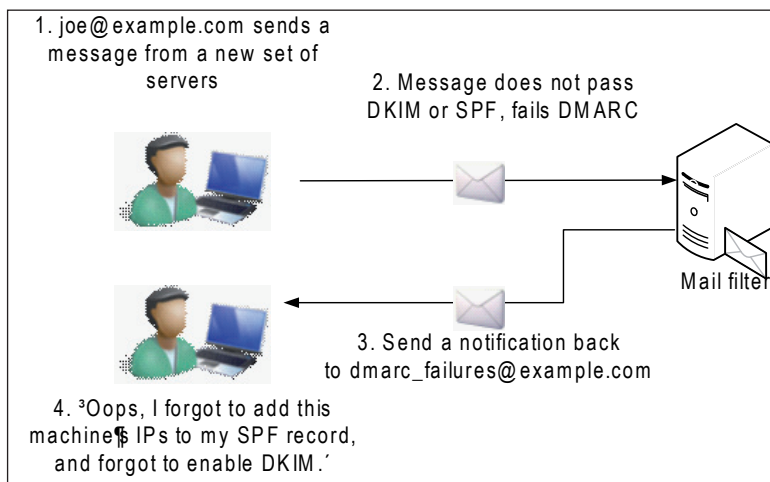 1. joe@example.com sends a
message from a new set of
servers
2. Message does not pass
DKIM or SPF, fails DMARC
Mail filter
3. Send a notification back
to dmarc_failures@example.com
4. ³Oops, I forgot to add this
machine¶s IPs to my SPF record,
and forgot to enable DKIM.´